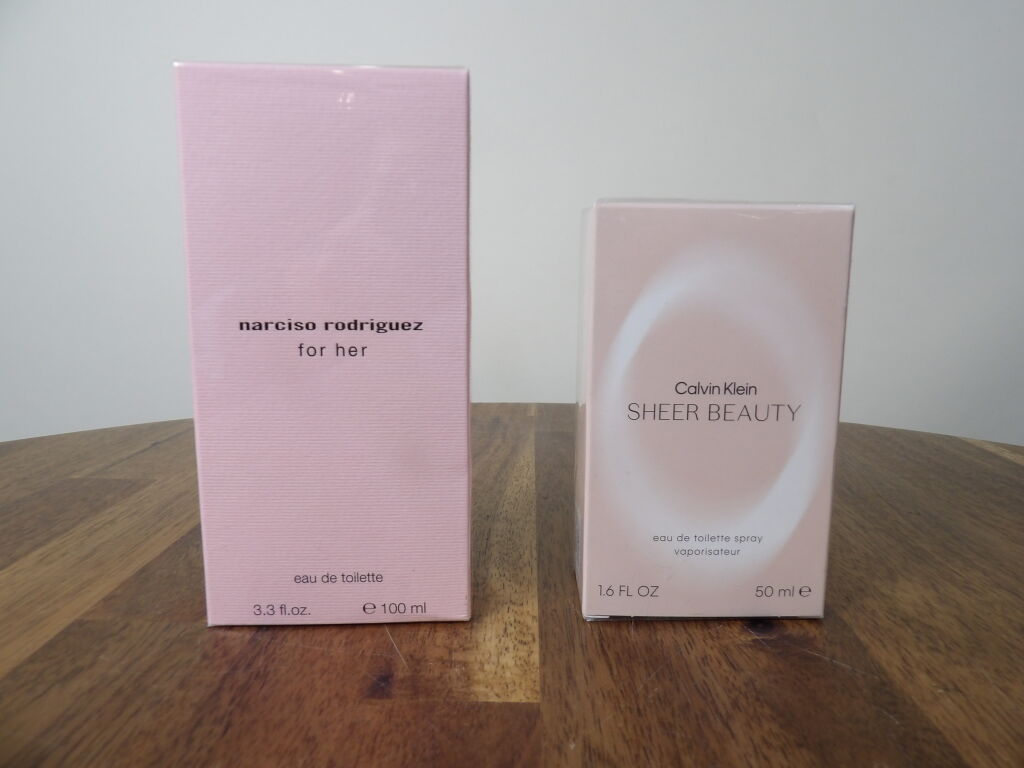 narciso rodriguez
for her
eau de toilette
3.3 fl.oz. ℮ 100 ml
Calvin Klein
SHEER BEAUTY
eau de toilette spray
vaporisateur
1.6 FL OZ 50 ml ℮